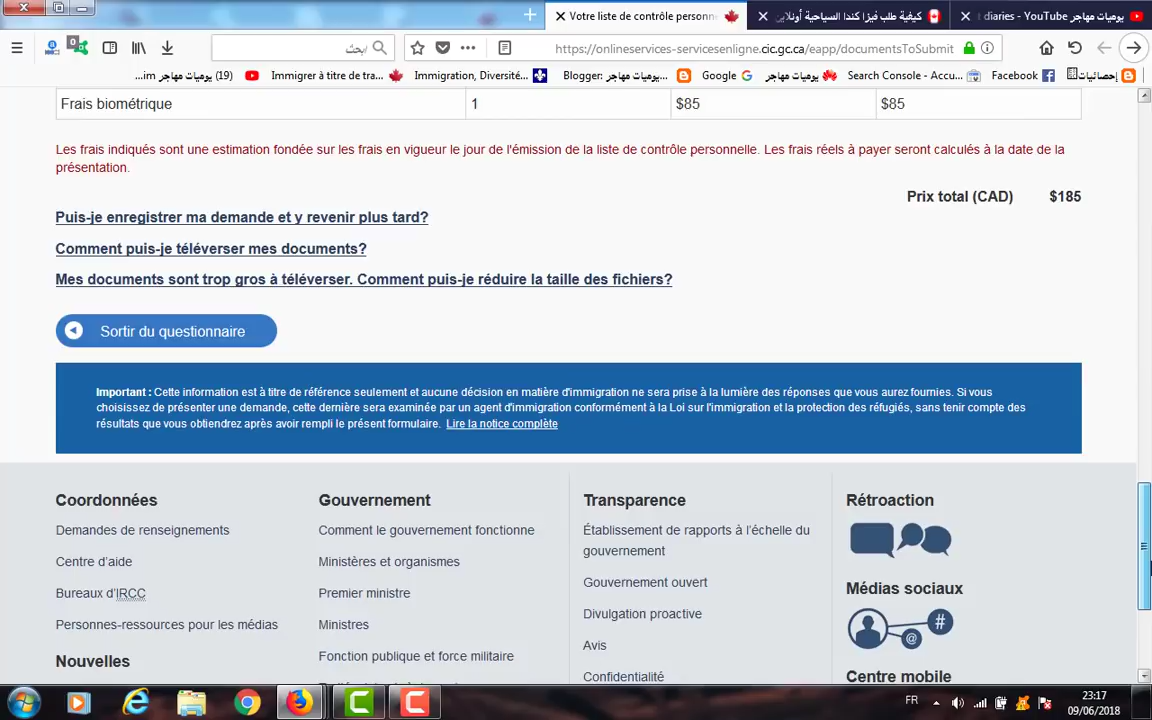 Votre liste de contrôle personn
كيفية طلب فيزا كندا السياحية أونلاين
يوميات مهاجر - YouTube
diaries
ابحث
https://onlineservices-servicesenligne.cic.gc.ca/eapp/documentsToSubmit
(19) يوميات مهاجر im...
Immigrer à titre de tra...
Immigration, Diversité...
Blogger: يوميات مهاجر...
Google
يوميات مهاجر
Search Console - Accu...
Facebook
إحصائيات
Frais biométrique 1 $85 $85
Les frais indiqués sont une estimation fondée sur les frais en vigueur le jour de l'émission de la liste de contrôle personnelle. Les frais réels à payer seront calculés à la date de la
présentation.
Prix total (CAD) $185
Puis-je enregistrer ma demande et y revenir plus tard?
Comment puis-je téléverser mes documents?
Mes documents sont trop gros à téléverser. Comment puis-je réduire la taille des fichiers?
Sortir du questionnaire
Important : Cette information est à titre de référence seulement et aucune décision en matière d'immigration ne sera prise à la lumière des réponses que vous aurez fournies. Si vous
choisissez de présenter une demande, cette dernière sera examinée par un agent d'immigration conformément à la Loi sur l'immigration et la protection des réfugiés, sans tenir compte des
résultats que vous obtiendrez après avoir rempli le présent formulaire. Lire la notice complète
Coordonnées
Demandes de renseignements
Centre d'aide
Bureaux d'IRCC
Personnes-ressources pour les médias
Nouvelles
Gouvernement
Comment le gouvernement fonctionne
Ministères et organismes
Premier ministre
Ministres
Fonction publique et force militaire
Transparence
Établissement de rapports à l'échelle du
gouvernement
Gouvernement ouvert
Divulgation proactive
Avis
Confidentialité
Rétroaction
Médias sociaux
# @
Centre mobile
FR
23:17
09/06/2018